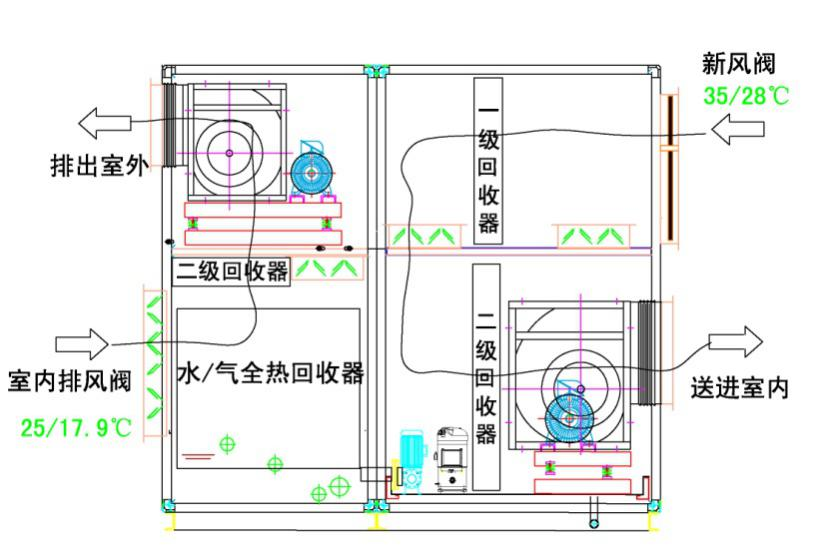 新风阀
35/28℃
一级回收器
排出室外
二级回收器
室内排风阀
25/17.9℃
水/气全热回收器
二级回收器
送进室内